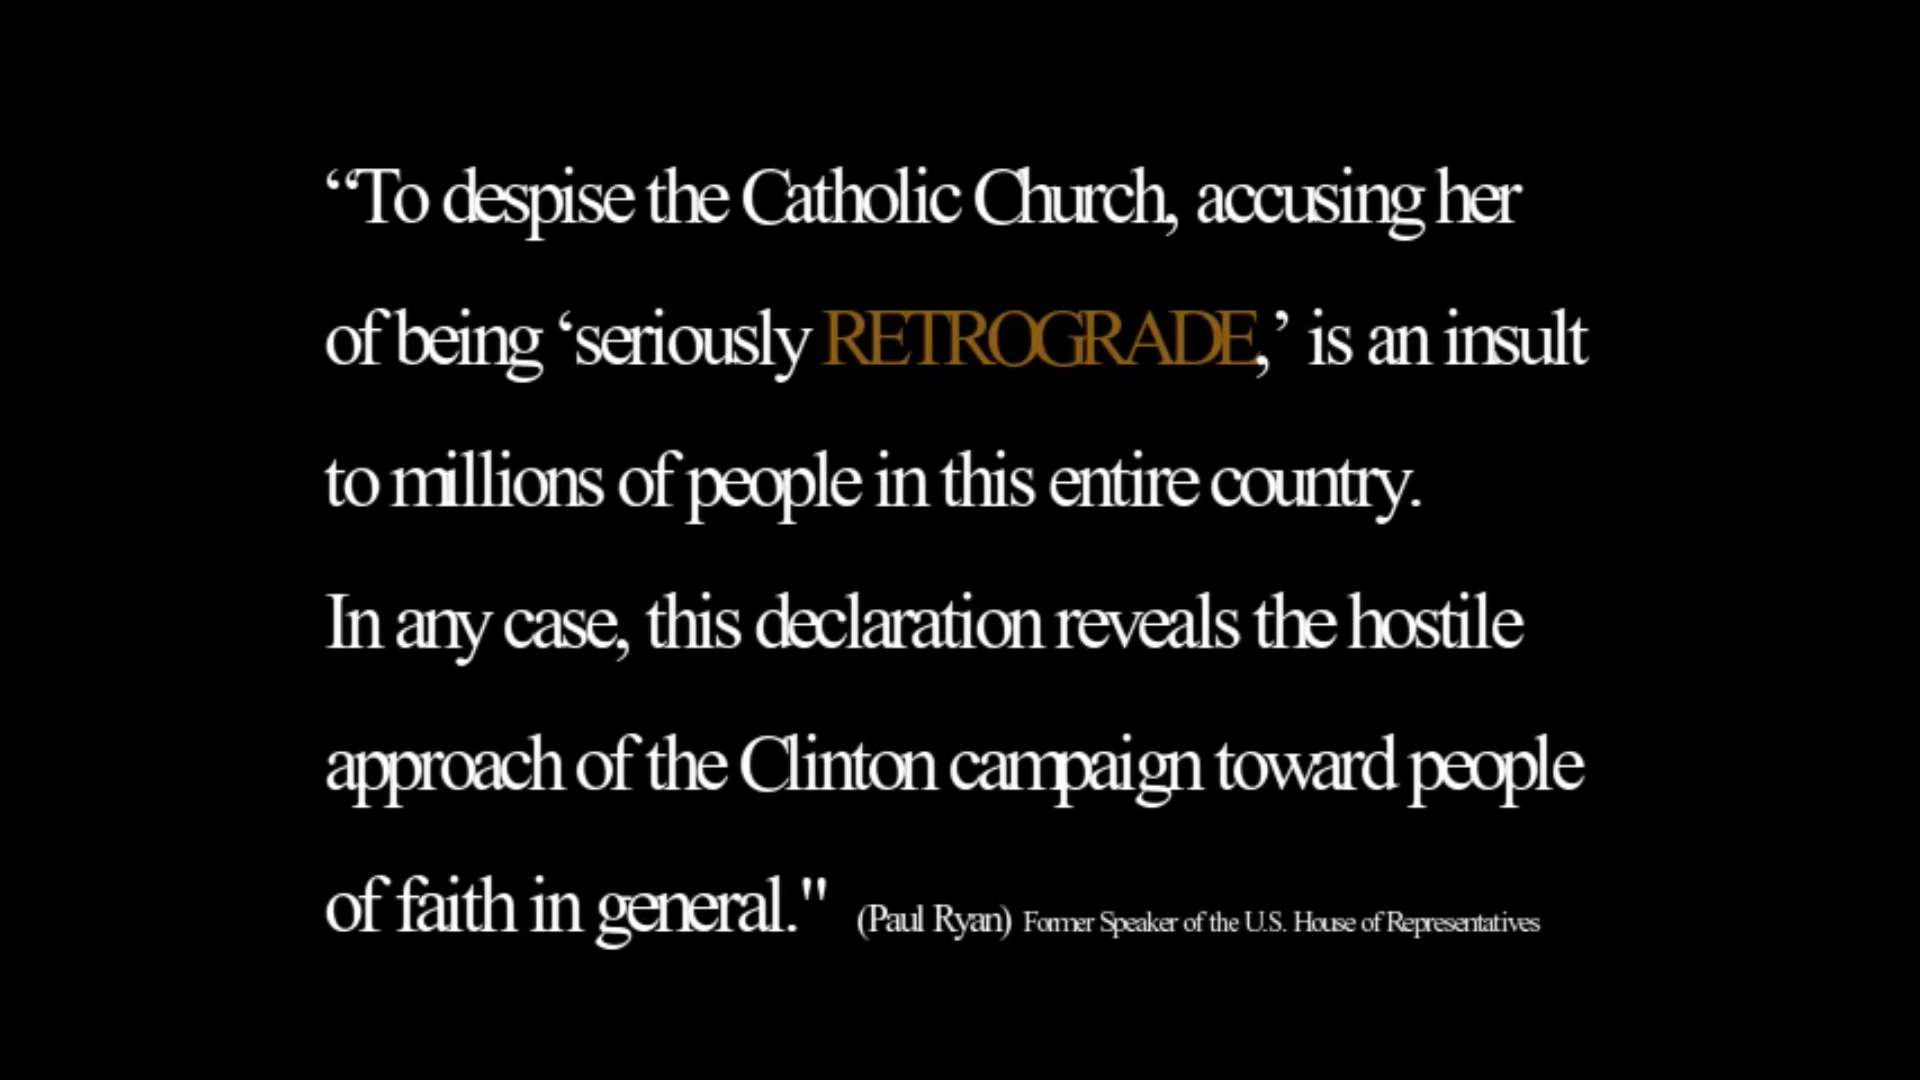 “To despise the Catholic Church, accusing her
of being ‘seriously RETROGRADE,’ is an insult
to millions of people in this entire country.
In any case, this declaration reveals the hostile
approach of the Clinton campaign toward people
of faith in general." (Paul Ryan) Former Speaker of the U.S. House of Representatives